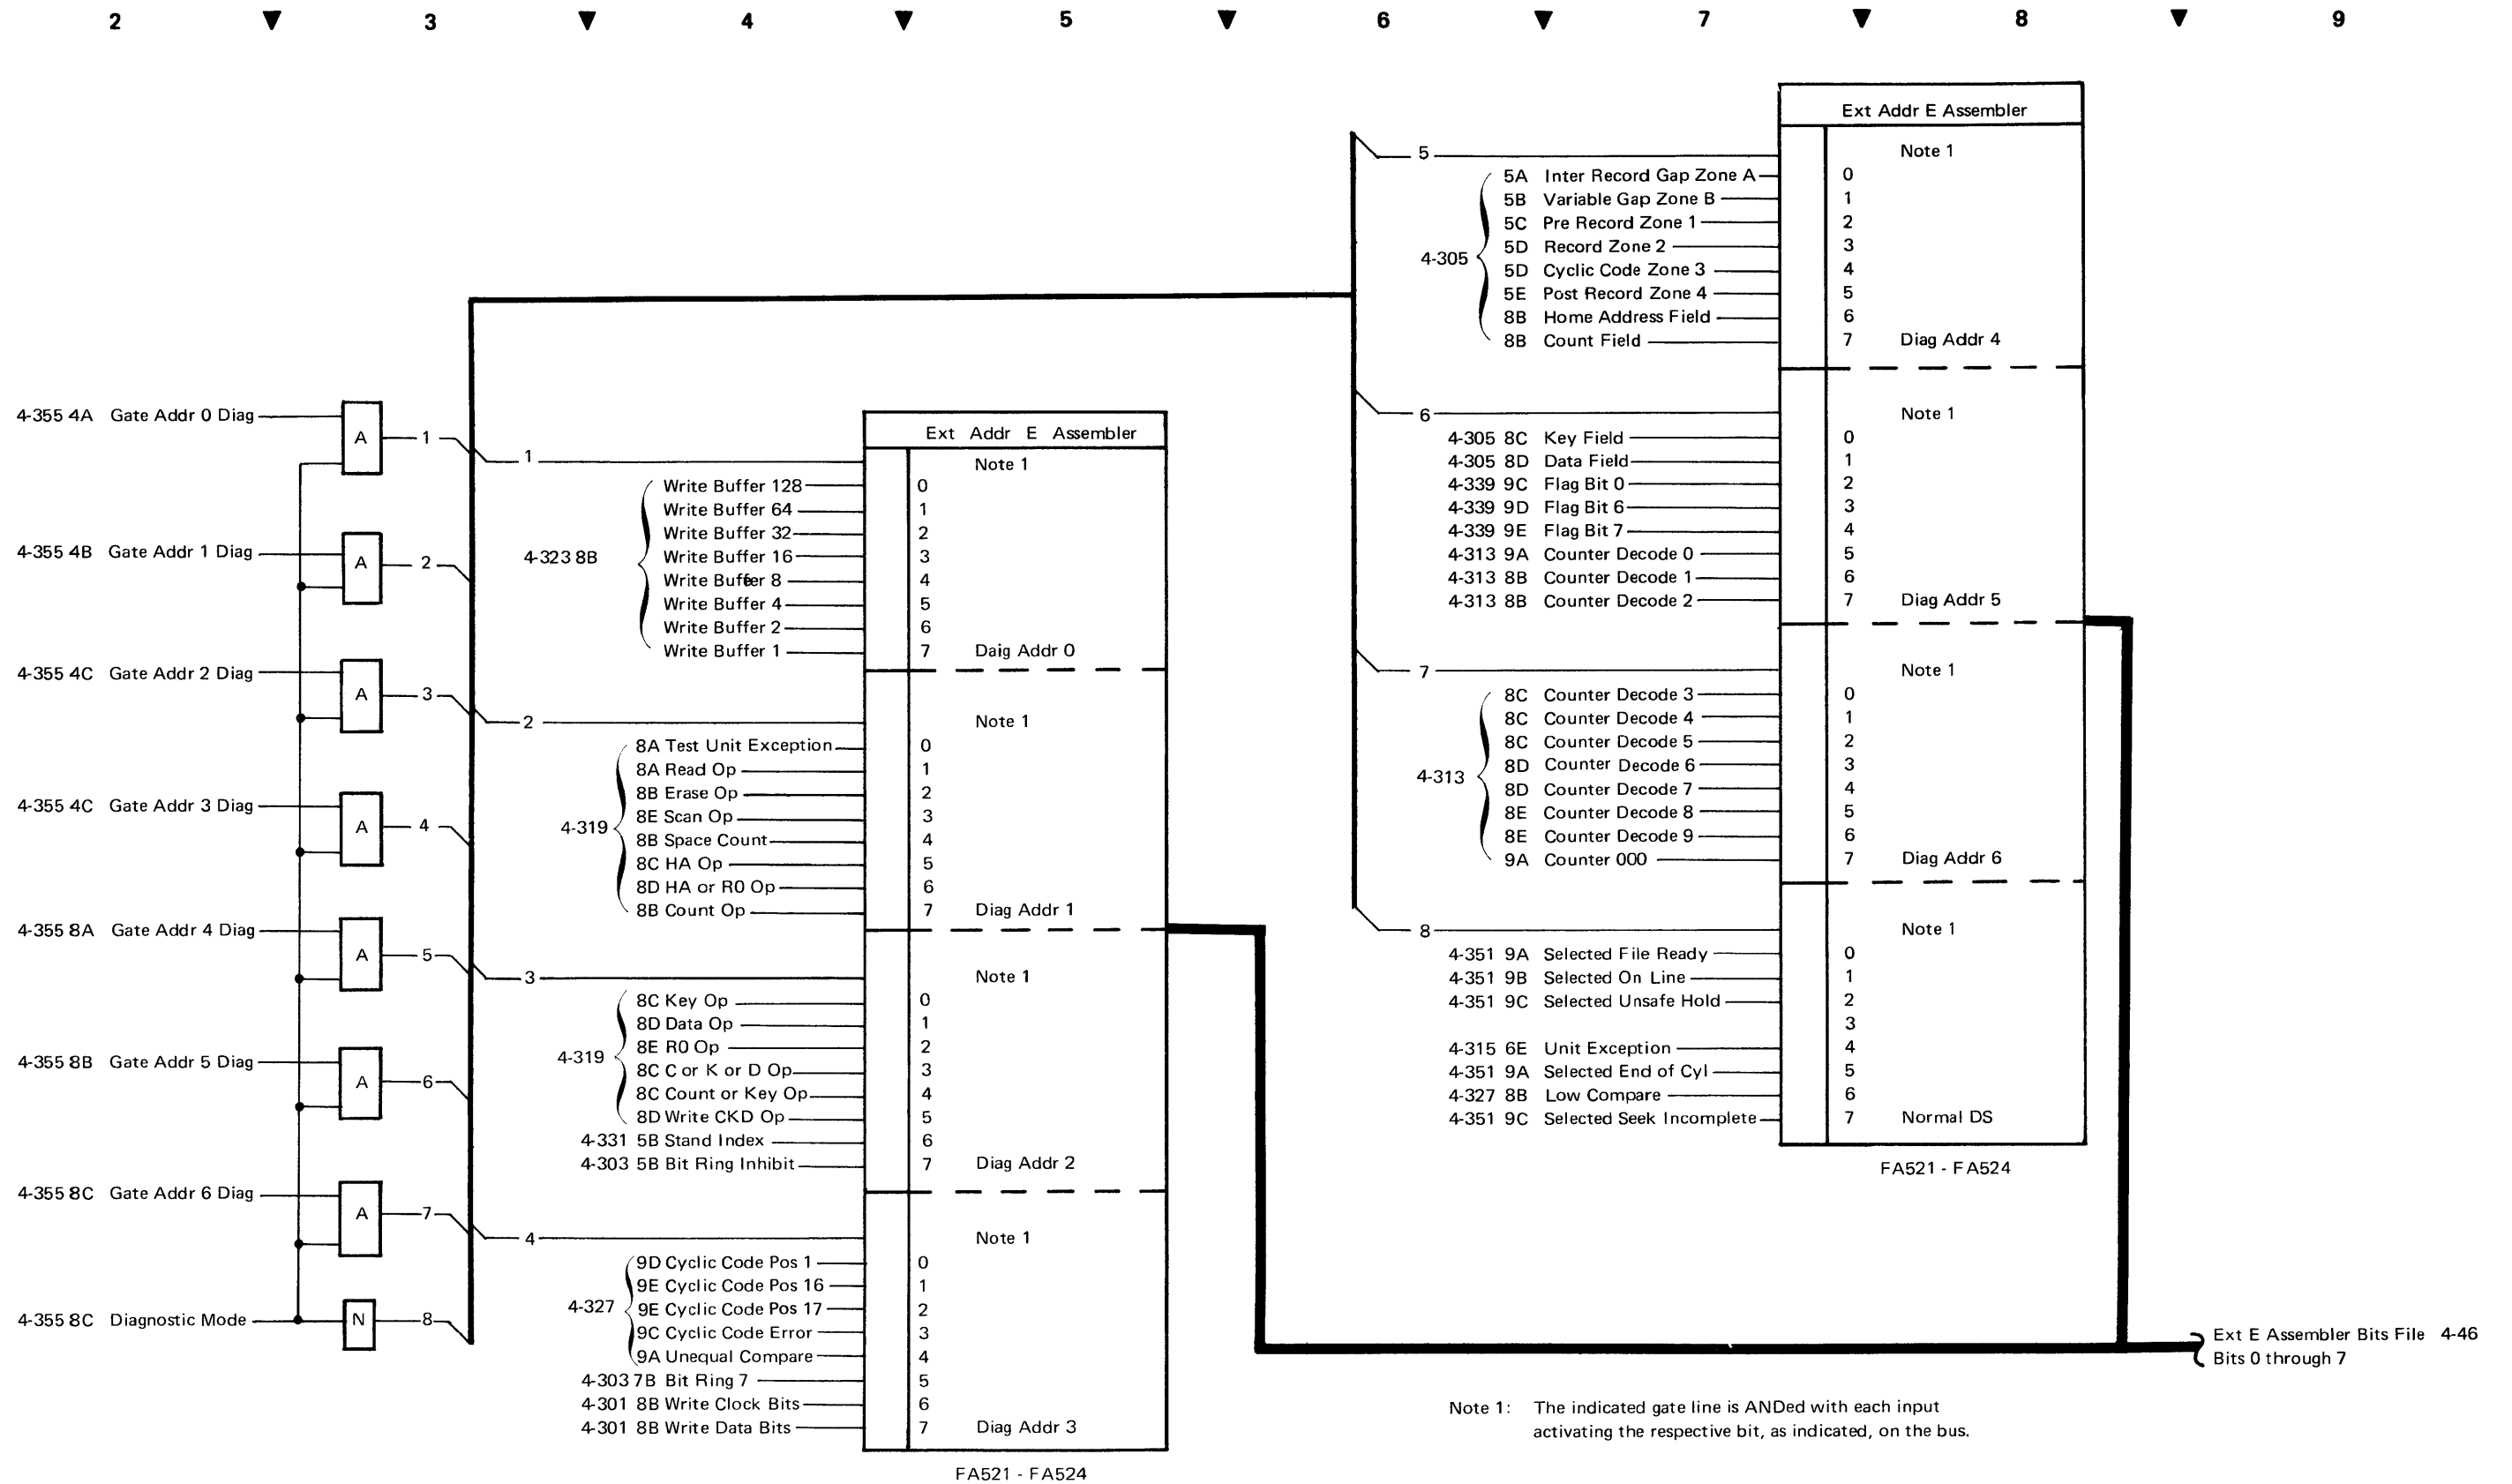 2 ▼ 3 ▼ 4 ▼ 5 ▼ 6 ▼ 7 ▼ 8 ▼ 9
4-355 4A Gate Addr 0 Diag
A
1
4-355 4B Gate Addr 1 Diag
A
2
4-355 4C Gate Addr 2 Diag
A
3
4-355 4C Gate Addr 3 Diag
A
4
4-355 8A Gate Addr 4 Diag
A
5
4-355 8B Gate Addr 5 Diag
A
6
4-355 8C Gate Addr 6 Diag
A
7
4-355 8C Diagnostic Mode
N
8
Ext Addr E Assembler
1
Note 1
4-323 8B
Write Buffer 128 0
Write Buffer 64 1
Write Buffer 32 2
Write Buffer 16 3
Write Buffer 8 4
Write Buffer 4 5
Write Buffer 2 6
Write Buffer 1 7 Daig Addr 0
2
Note 1
4-319
8A Test Unit Exception 0
8A Read Op 1
8B Erase Op 2
8E Scan Op 3
8B Space Count 4
8C HA Op 5
8D HA or R0 Op 6
8B Count Op 7 Diag Addr 1
3
Note 1
4-319
8C Key Op 0
8D Data Op 1
8E R0 Op 2
8C C or K or D Op 3
8C Count or Key Op 4
8D Write CKD Op 5
4-331 5B Stand Index 6
4-303 5B Bit Ring Inhibit 7 Diag Addr 2
4
Note 1
4-327
9D Cyclic Code Pos 1 0
9E Cyclic Code Pos 16 1
9E Cyclic Code Pos 17 2
9C Cyclic Code Error 3
9A Unequal Compare 4
4-303 7B Bit Ring 7 5
4-301 8B Write Clock Bits 6
4-301 8B Write Data Bits 7 Diag Addr 3
FA521 - FA524
Ext Addr E Assembler
5
Note 1
4-305
5A Inter Record Gap Zone A 0
5B Variable Gap Zone B 1
5C Pre Record Zone 1 2
5D Record Zone 2 3
5D Cyclic Code Zone 3 4
5E Post Record Zone 4 5
8B Home Address Field 6
8B Count Field 7 Diag Addr 4
6
Note 1
4-305 8C Key Field 0
4-305 8D Data Field 1
4-339 9C Flag Bit 0 2
4-339 9D Flag Bit 6 3
4-339 9E Flag Bit 7 4
4-313 9A Counter Decode 0 5
4-313 8B Counter Decode 1 6
4-313 8B Counter Decode 2 7 Diag Addr 5
7
Note 1
4-313
8C Counter Decode 3 0
8C Counter Decode 4 1
8C Counter Decode 5 2
8D Counter Decode 6 3
8D Counter Decode 7 4
8E Counter Decode 8 5
8E Counter Decode 9 6
9A Counter 000 7 Diag Addr 6
8
Note 1
4-351 9A Selected File Ready 0
4-351 9B Selected On Line 1
4-351 9C Selected Unsafe Hold 2
3
4-315 6E Unit Exception 4
4-351 9A Selected End of Cyl 5
4-327 8B Low Compare 6
4-351 9C Selected Seek Incomplete 7 Normal DS
FA521 - FA524
Ext E Assembler Bits File 4-46
Bits 0 through 7
Note 1: The indicated gate line is ANDed with each input
activating the respective bit, as indicated, on the bus.